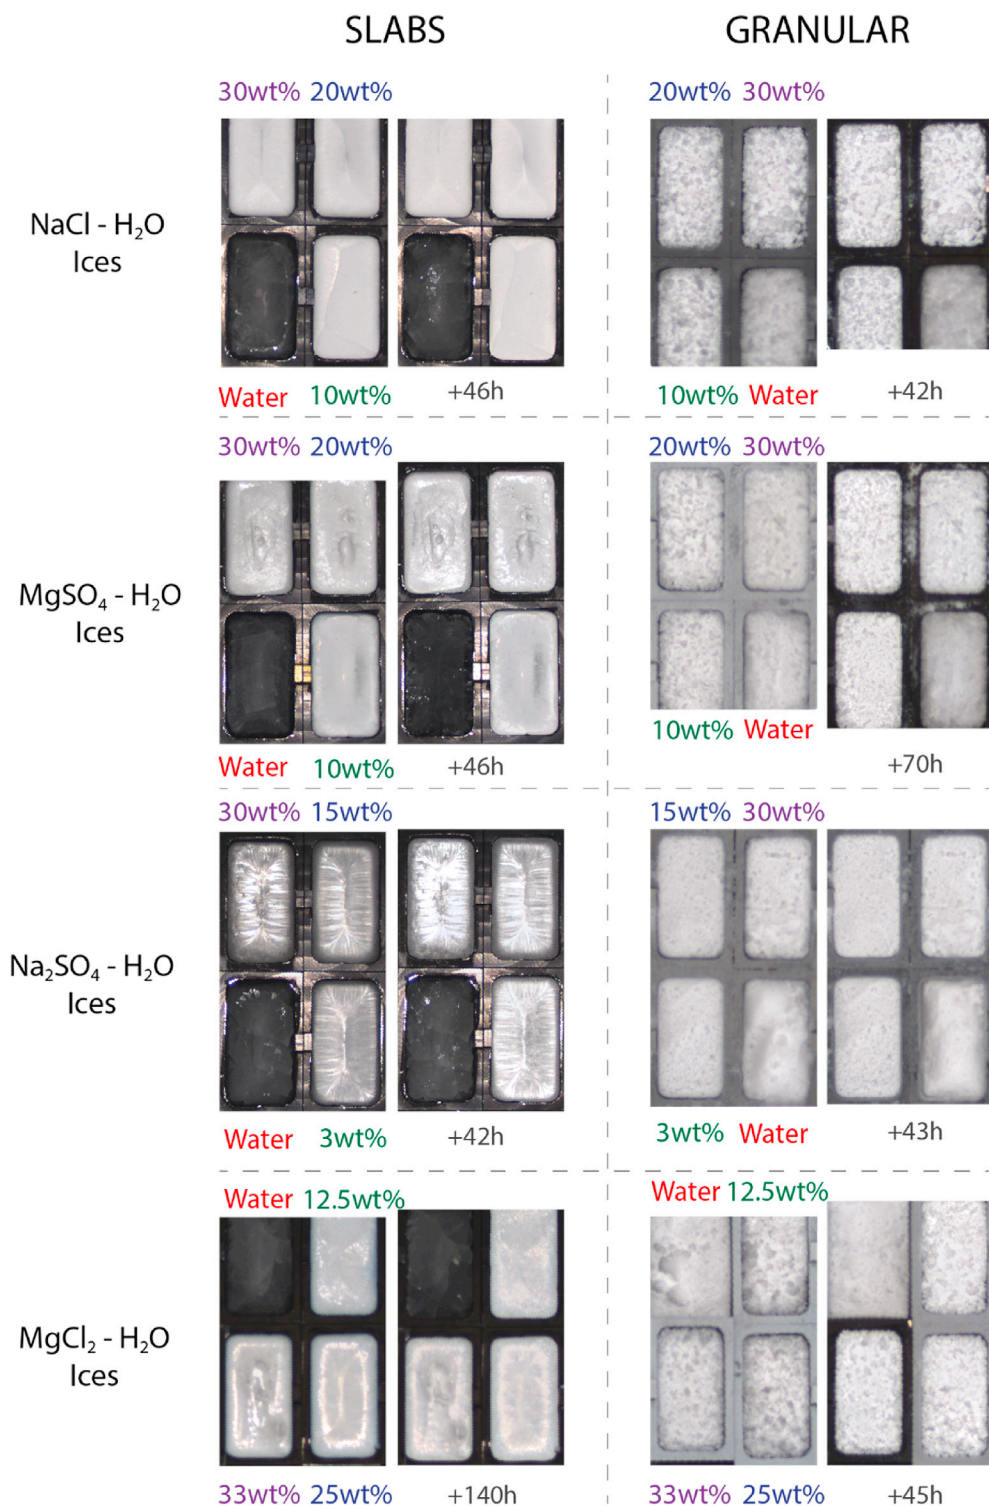 SLABS GRANULAR
30wt% 20wt% 20wt% 30wt%
NaCl - H₂O
Ices
Water 10wt% +46h 10wt% Water +42h
30wt% 20wt% 20wt% 30wt%
MgSO₄ - H₂O
Ices
10wt% Water
Water 10wt% +46h +70h
30wt% 15wt% 15wt% 30wt%
Na₂SO₄ - H₂O
Ices
Water 3wt% +42h 3wt% Water +43h
Water 12.5wt% Water 12.5wt%
MgCl₂ - H₂O
Ices
33wt% 25wt% +140h 33wt% 25wt% +45h